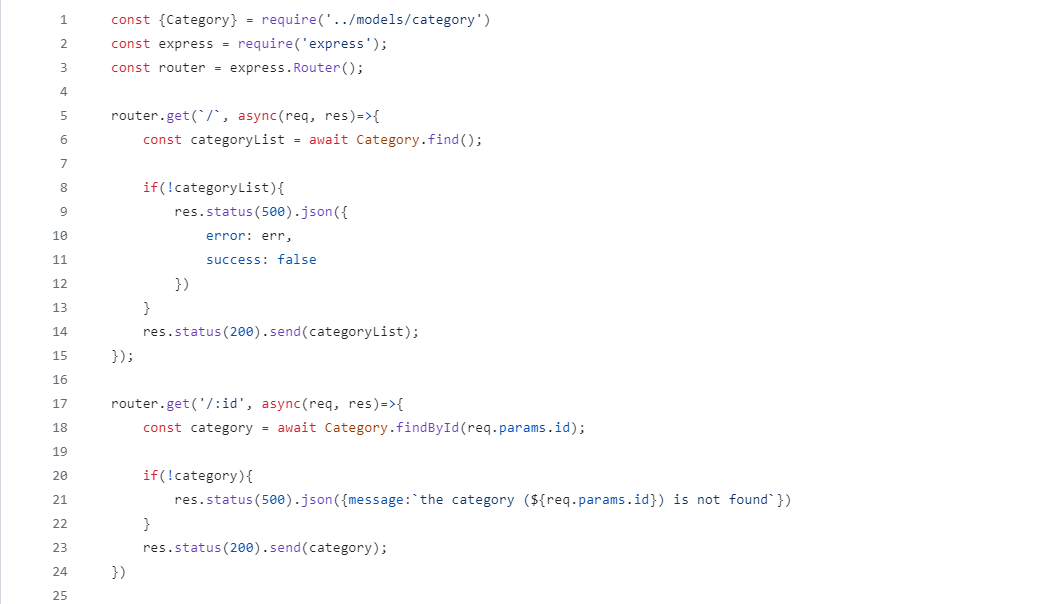 1 const {Category} = require('../models/category')
2 const express = require('express');
3 const router = express.Router();
4
5 router.get(`/`, async(req, res)=>{
6     const categoryList = await Category.find();
7
8     if(!categoryList){
9         res.status(500).json({
10             error: err,
11             success: false
12         })
13     }
14     res.status(200).send(categoryList);
15 });
16
17 router.get('/:id', async(req, res)=>{
18     const category = await Category.findById(req.params.id);
19
20     if(!category){
21         res.status(500).json({message:`the category (${req.params.id}) is not found`})
22     }
23     res.status(200).send(category);
24 })
25